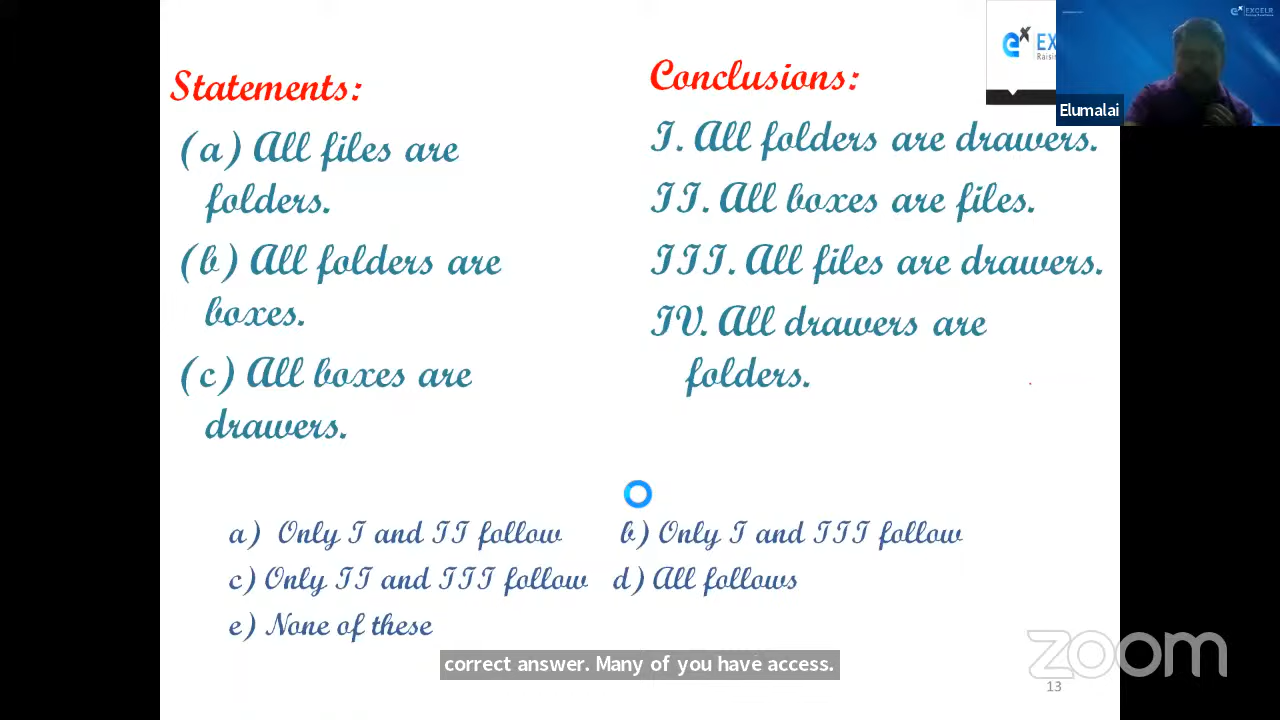 Statements:
(a) All files are
folders.
(b) All folders are
boxes.
(c) All boxes are
drawers.
Conclusions:
I. All folders are drawers.
II. All boxes are files.
III. All files are drawers.
IV. All drawers are
folders.
a) Only I and II follow
b) Only I and III follow
c) Only II and III follow
d) All follows
e) None of these
correct answer. Many of you have access.
zoom
13
Elumalai
EXCELR